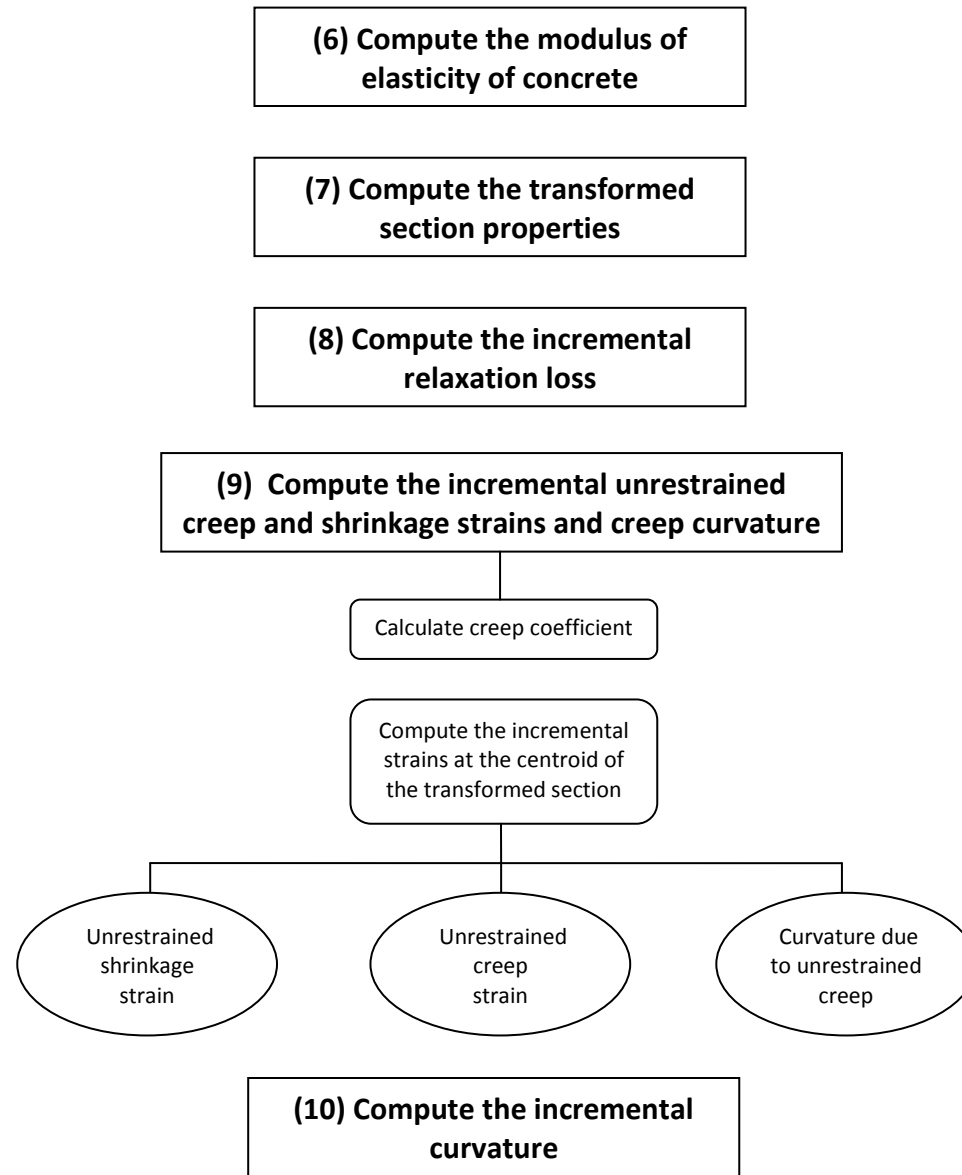 (6) Compute the modulus of
elasticity of concrete
(7) Compute the transformed
section properties
(8) Compute the incremental
relaxation loss
(9)  Compute the incremental unrestrained
creep and shrinkage strains and creep curvature
Calculate creep coefficient
Compute the incremental
strains at the centroid of
the transformed section
Unrestrained
shrinkage
strain
Unrestrained
creep
strain
Curvature due
to unrestrained
creep
(10) Compute the incremental
curvature